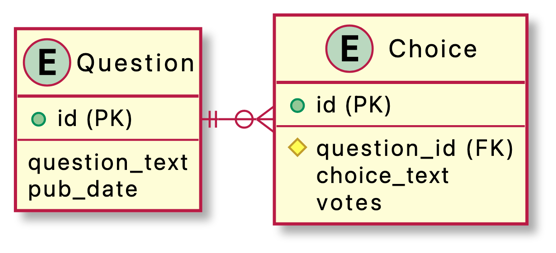 E Question
id (PK)
question_text
pub_date
E Choice
id (PK)
question_id (FK)
choice_text
votes